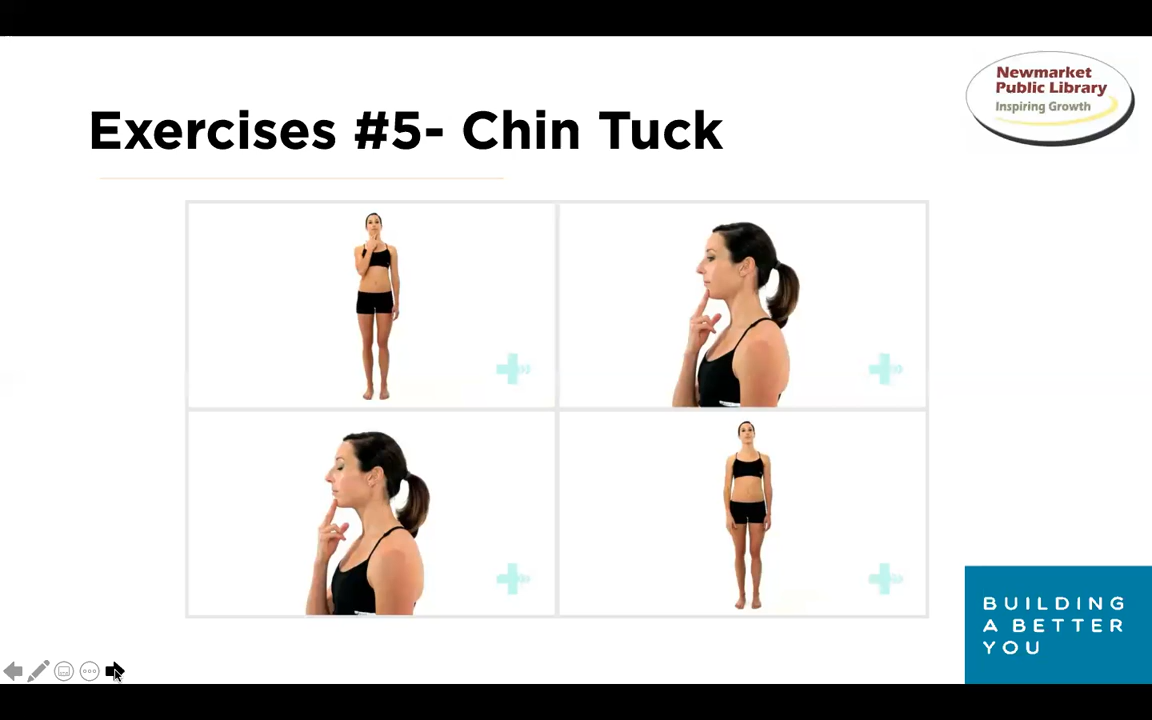 Newmarket
Public Library
Inspiring Growth
Exercises #5- Chin Tuck
BUILDING
A BETTER
YOU